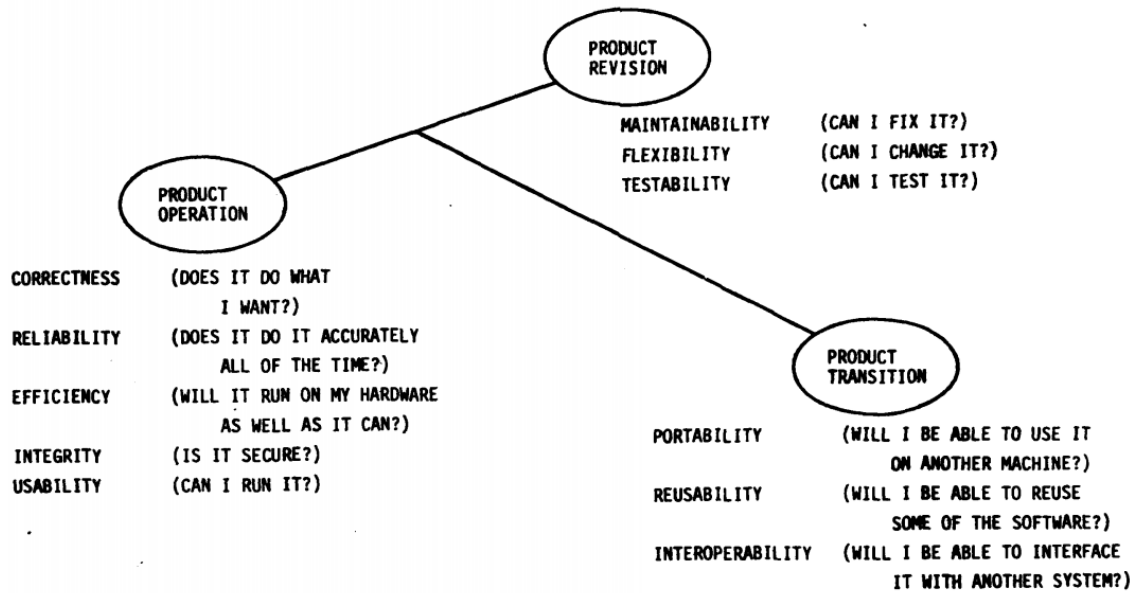 PRODUCT
REVISION
MAINTAINABILITY (CAN I FIX IT?)
FLEXIBILITY (CAN I CHANGE IT?)
TESTABILITY (CAN I TEST IT?)
PRODUCT
OPERATION
CORRECTNESS (DOES IT DO WHAT
I WANT?)
RELIABILITY (DOES IT DO IT ACCURATELY
ALL OF THE TIME?)
EFFICIENCY (WILL IT RUN ON MY HARDWARE
AS WELL AS IT CAN?)
INTEGRITY (IS IT SECURE?)
USABILITY (CAN I RUN IT?)
PRODUCT
TRANSITION
PORTABILITY (WILL I BE ABLE TO USE IT
ON ANOTHER MACHINE?)
REUSABILITY (WILL I BE ABLE TO REUSE
SOME OF THE SOFTWARE?)
INTEROPERABILITY (WILL I BE ABLE TO INTERFACE
IT WITH ANOTHER SYSTEM?)